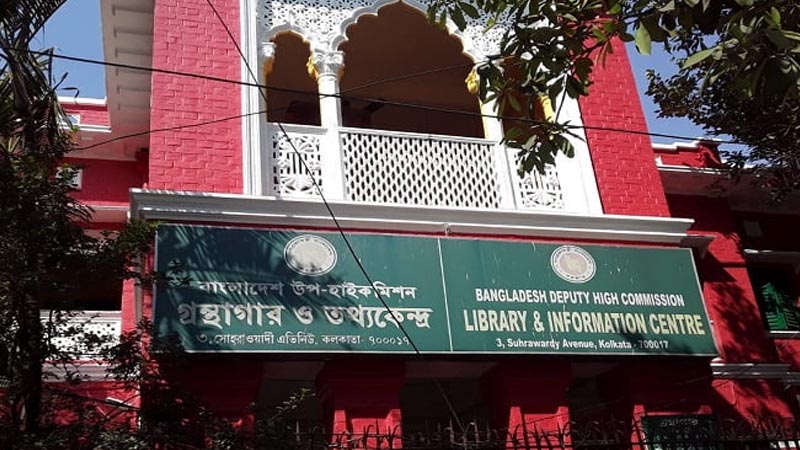 বাংলাদেশ উপ-হাইকমিশন
গ্রন্থাগার ও তথ্যকেন্দ্র
৩, সোহরাওয়ার্দী এভিনিউ, কলকাতা- ৭০০০১৭
BANGLADESH DEPUTY HIGH COMMISSION
LIBRARY & INFORMATION CENTRE
3, Suhrawardy Avenue, Kolkata - 700017